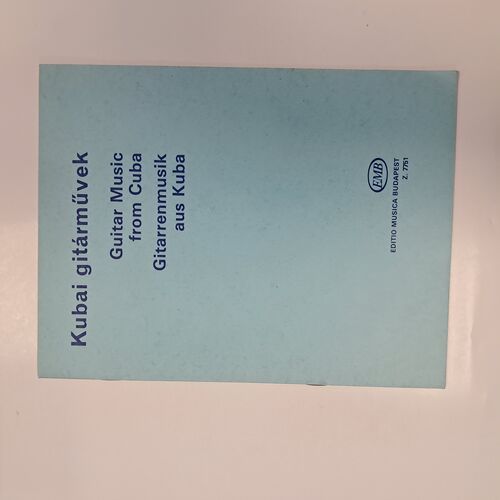 Kubai gitárművek
Guitar Music
from Cuba
Gitarrenmusik
aus Kuba
EMB
EDITIO MUSICA BUDAPEST
Z. 7751